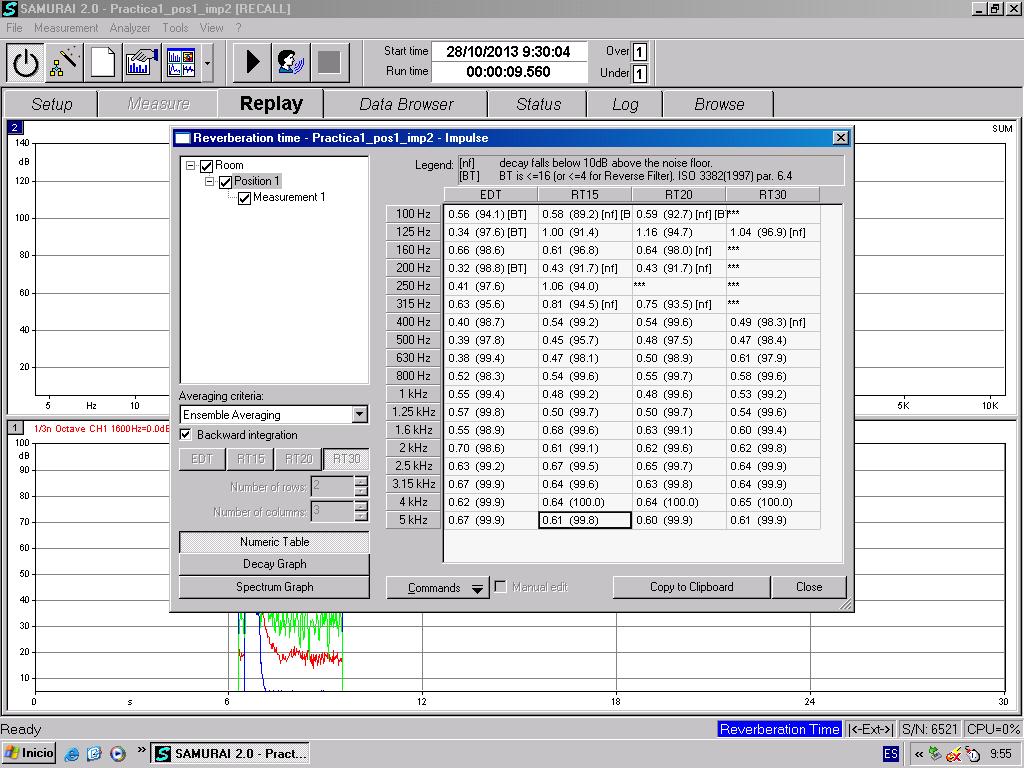 SAMURAI 2.0 - Practica1_pos1_imp2 [RECALL]
File Measurement Analyzer Tools View ?
Start time 28/10/2013 9:30:04 Over 1
Run time 00:00:09.560 Under 1
Setup Measure Replay Data Browser Status Log Browse
2 SUM
140
dB
120
100
80
60
40
20
5 Hz 10 5K 10K
1 1/3n Octave CH1 1600Hz=0.0dB
100
dB
90
80
70
60
50
40
30
20
10
0 s 6 12 18 24 30
Reverberation time - Practica1_pos1_imp2 - Impulse
Room
Position 1
Measurement 1
Averaging criteria:
Ensemble Averaging
Backward integration
EDT RT15 RT20 RT30
Number of rows: 2
Number of columns: 3
Numeric Table
Decay Graph
Spectrum Graph
Legend: [nf] decay falls below 10dB above the noise floor.
[BT] BT is <=16 (or <=4 for Reverse Filter). ISO 3382(1997) par. 6.4
EDT RT15 RT20 RT30
100 Hz 0.56 (94.1) [BT] 0.58 (89.2) [nf] [B 0.59 (92.7) [nf] [B ***
125 Hz 0.34 (97.6) [BT] 1.00 (91.4) 1.16 (94.7) 1.04 (96.9) [nf]
160 Hz 0.66 (98.6) 0.61 (96.8) 0.64 (98.0) [nf] ***
200 Hz 0.32 (98.8) [BT] 0.43 (91.7) [nf] 0.43 (91.7) [nf] ***
250 Hz 0.41 (97.6) 1.06 (94.0) *** ***
315 Hz 0.63 (95.6) 0.81 (94.5) [nf] 0.75 (93.5) [nf] ***
400 Hz 0.40 (98.7) 0.54 (99.2) 0.54 (99.6) 0.49 (98.3) [nf]
500 Hz 0.39 (97.8) 0.45 (95.7) 0.48 (97.5) 0.47 (98.4)
630 Hz 0.38 (99.4) 0.47 (98.1) 0.50 (98.9) 0.61 (97.9)
800 Hz 0.52 (98.3) 0.54 (99.6) 0.55 (99.7) 0.58 (99.6)
1 kHz 0.55 (99.4) 0.48 (99.2) 0.48 (99.6) 0.53 (99.2)
1.25 kHz 0.57 (99.8) 0.50 (99.7) 0.50 (99.7) 0.54 (99.6)
1.6 kHz 0.55 (98.9) 0.68 (99.6) 0.63 (99.1) 0.60 (99.4)
2 kHz 0.70 (98.6) 0.61 (99.1) 0.62 (99.6) 0.62 (99.8)
2.5 kHz 0.63 (99.2) 0.67 (99.5) 0.65 (99.7) 0.64 (99.9)
3.15 kHz 0.67 (99.9) 0.64 (99.6) 0.63 (99.8) 0.64 (99.9)
4 kHz 0.62 (99.9) 0.64 (100.0) 0.64 (100.0) 0.65 (100.0)
5 kHz 0.67 (99.9) 0.61 (99.8) 0.60 (99.9) 0.61 (99.9)
Commands Manual edit Copy to Clipboard Close
Ready Reverberation Time |<-Ext->| S/N: 6521 CPU=0%
Inicio » SAMURAI 2.0 - Pract... ES « 9:55